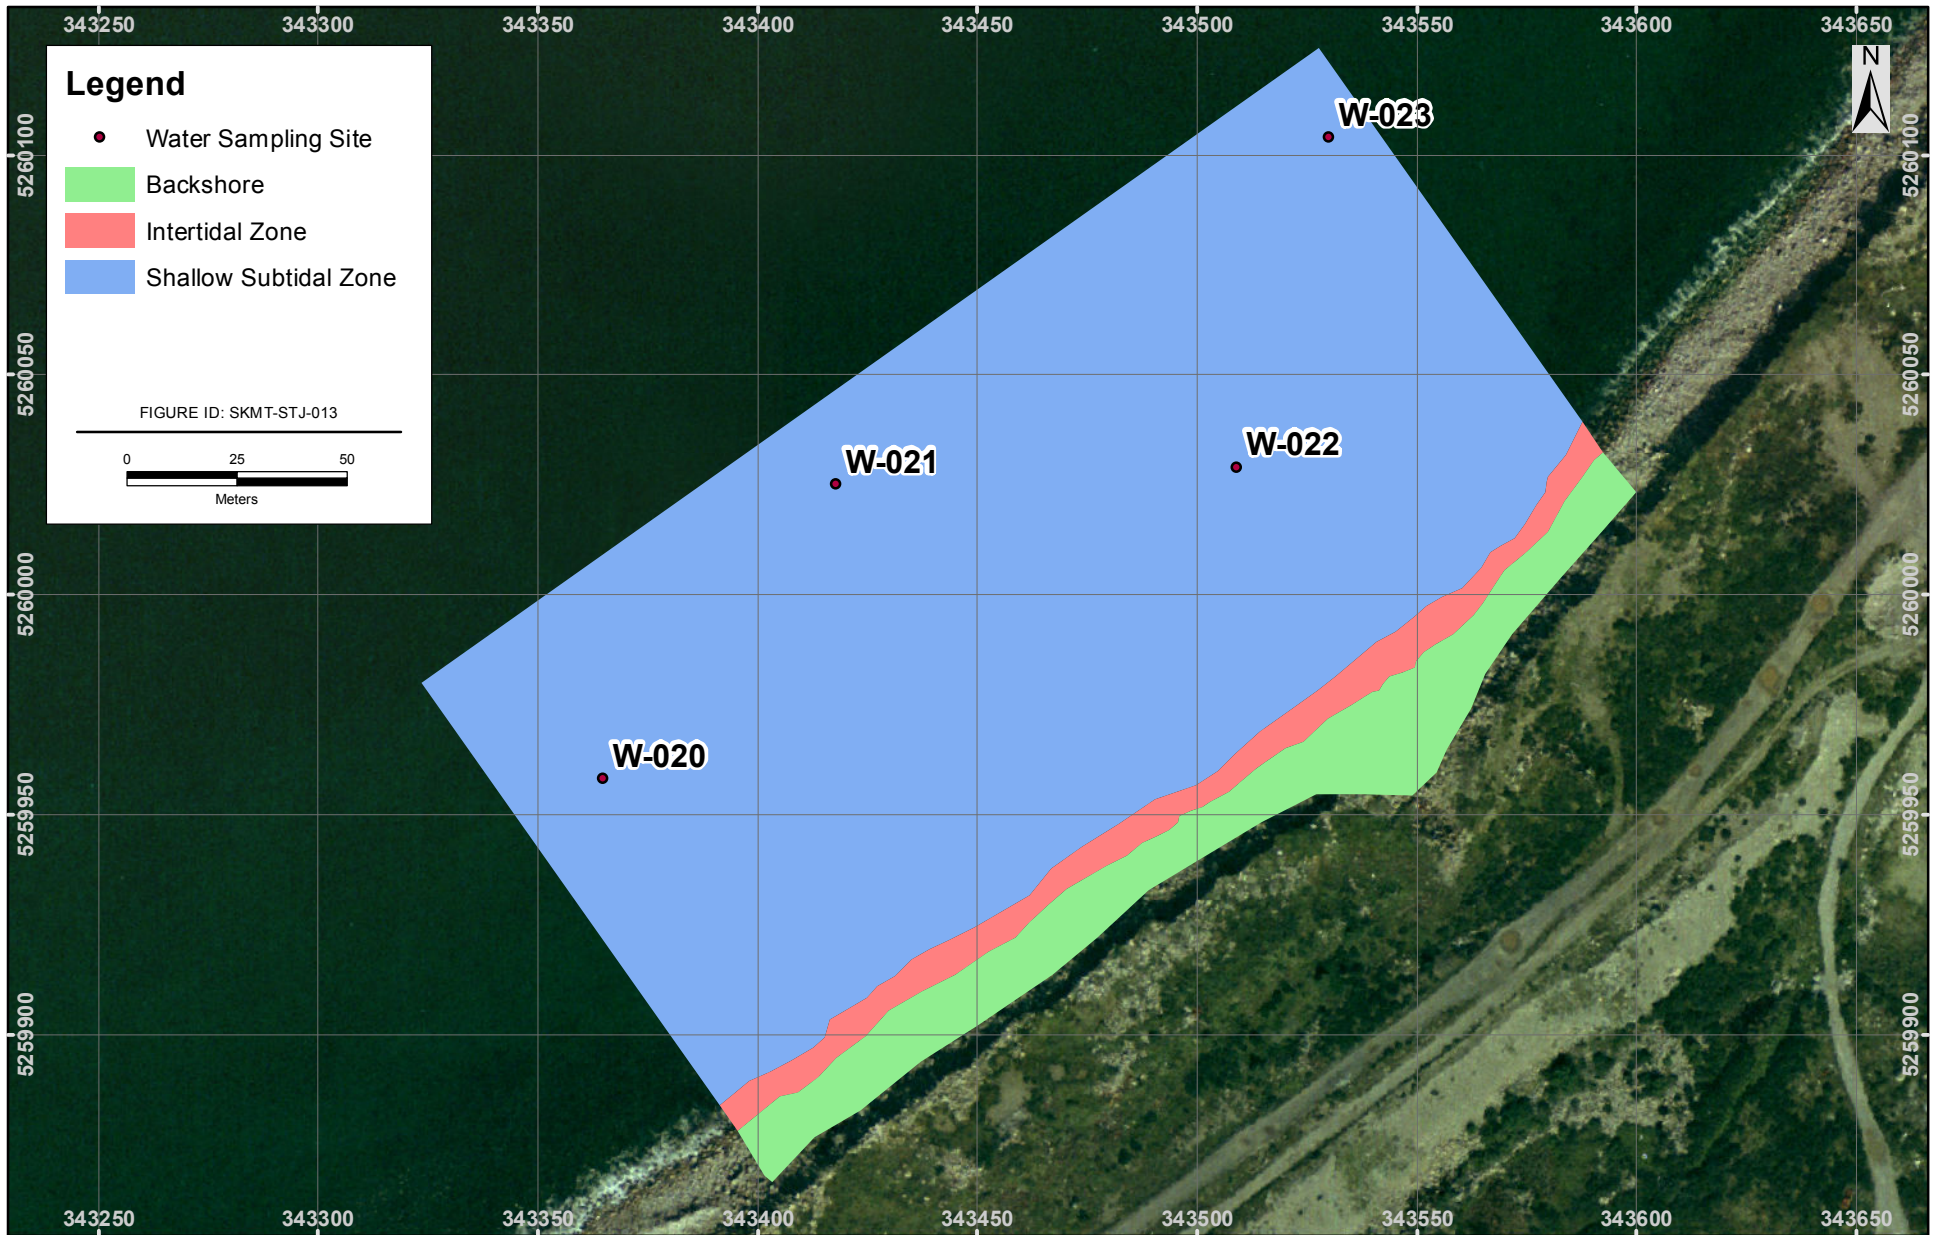 343250 343300 343350 343400 343450 343500 343550 343600 343650
N
Legend
Water Sampling Site
Backshore
Intertidal Zone
Shallow Subtidal Zone
FIGURE ID: SKMT-STJ-013
0 25 50
Meters
W-023
W-021
W-022
W-020
5260100
5260050
5260000
5259950
5259900
5260100
5260050
5260000
5259950
5259900
343250 343300 343350 343400 343450 343500 343550 343600 343650